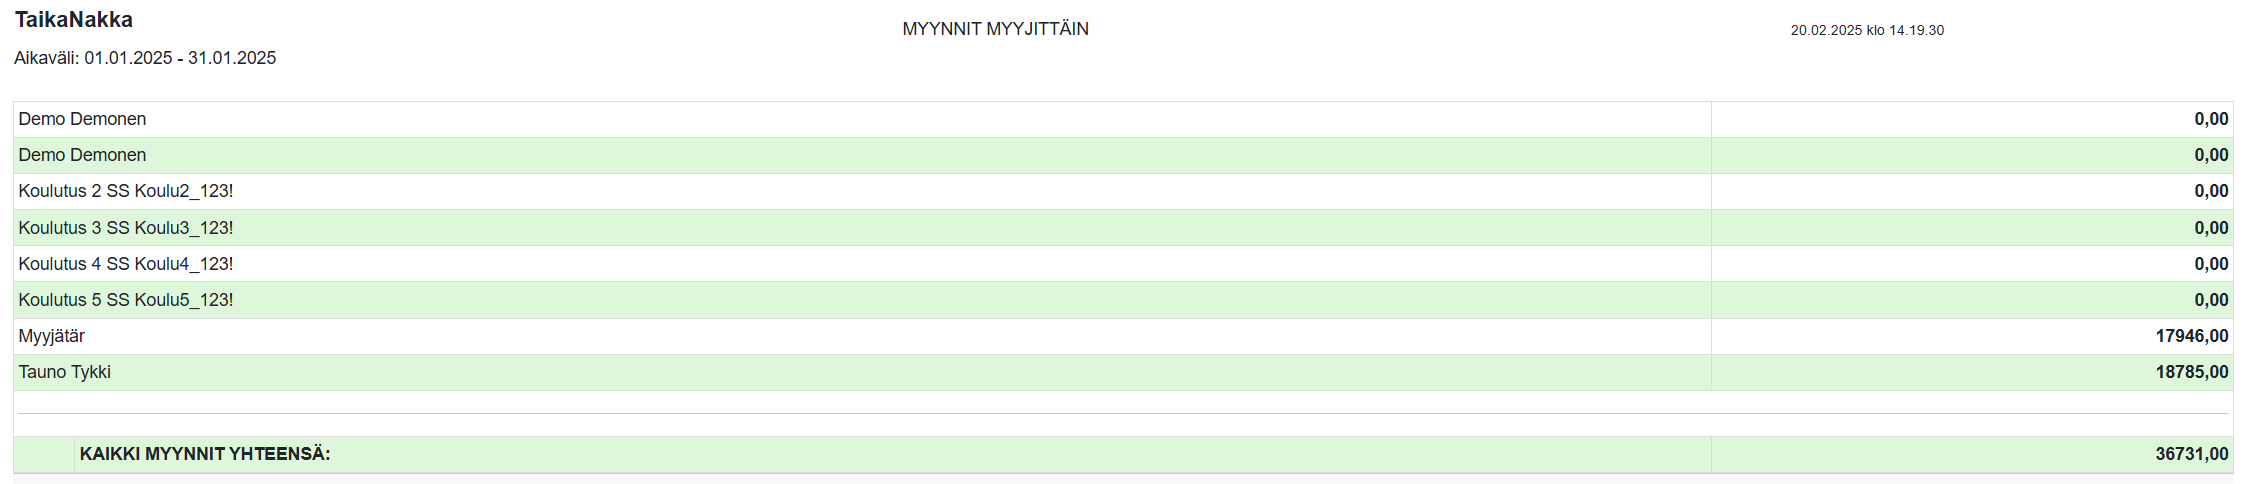 TaikaNakka
MYYNNIT MYYJITTÄIN
20.02.2025 klo 14.19.30
Aikaväli: 01.01.2025 - 31.01.2025
Demo Demonen 0,00
Demo Demonen 0,00
Koulutus 2 SS Koulu2_123! 0,00
Koulutus 3 SS Koulu3_123! 0,00
Koulutus 4 SS Koulu4_123! 0,00
Koulutus 5 SS Koulu5_123! 0,00
Myyjätär 17946,00
Tauno Tykki 18785,00
KAIKKI MYYNNIT YHTEENSÄ: 36731,00